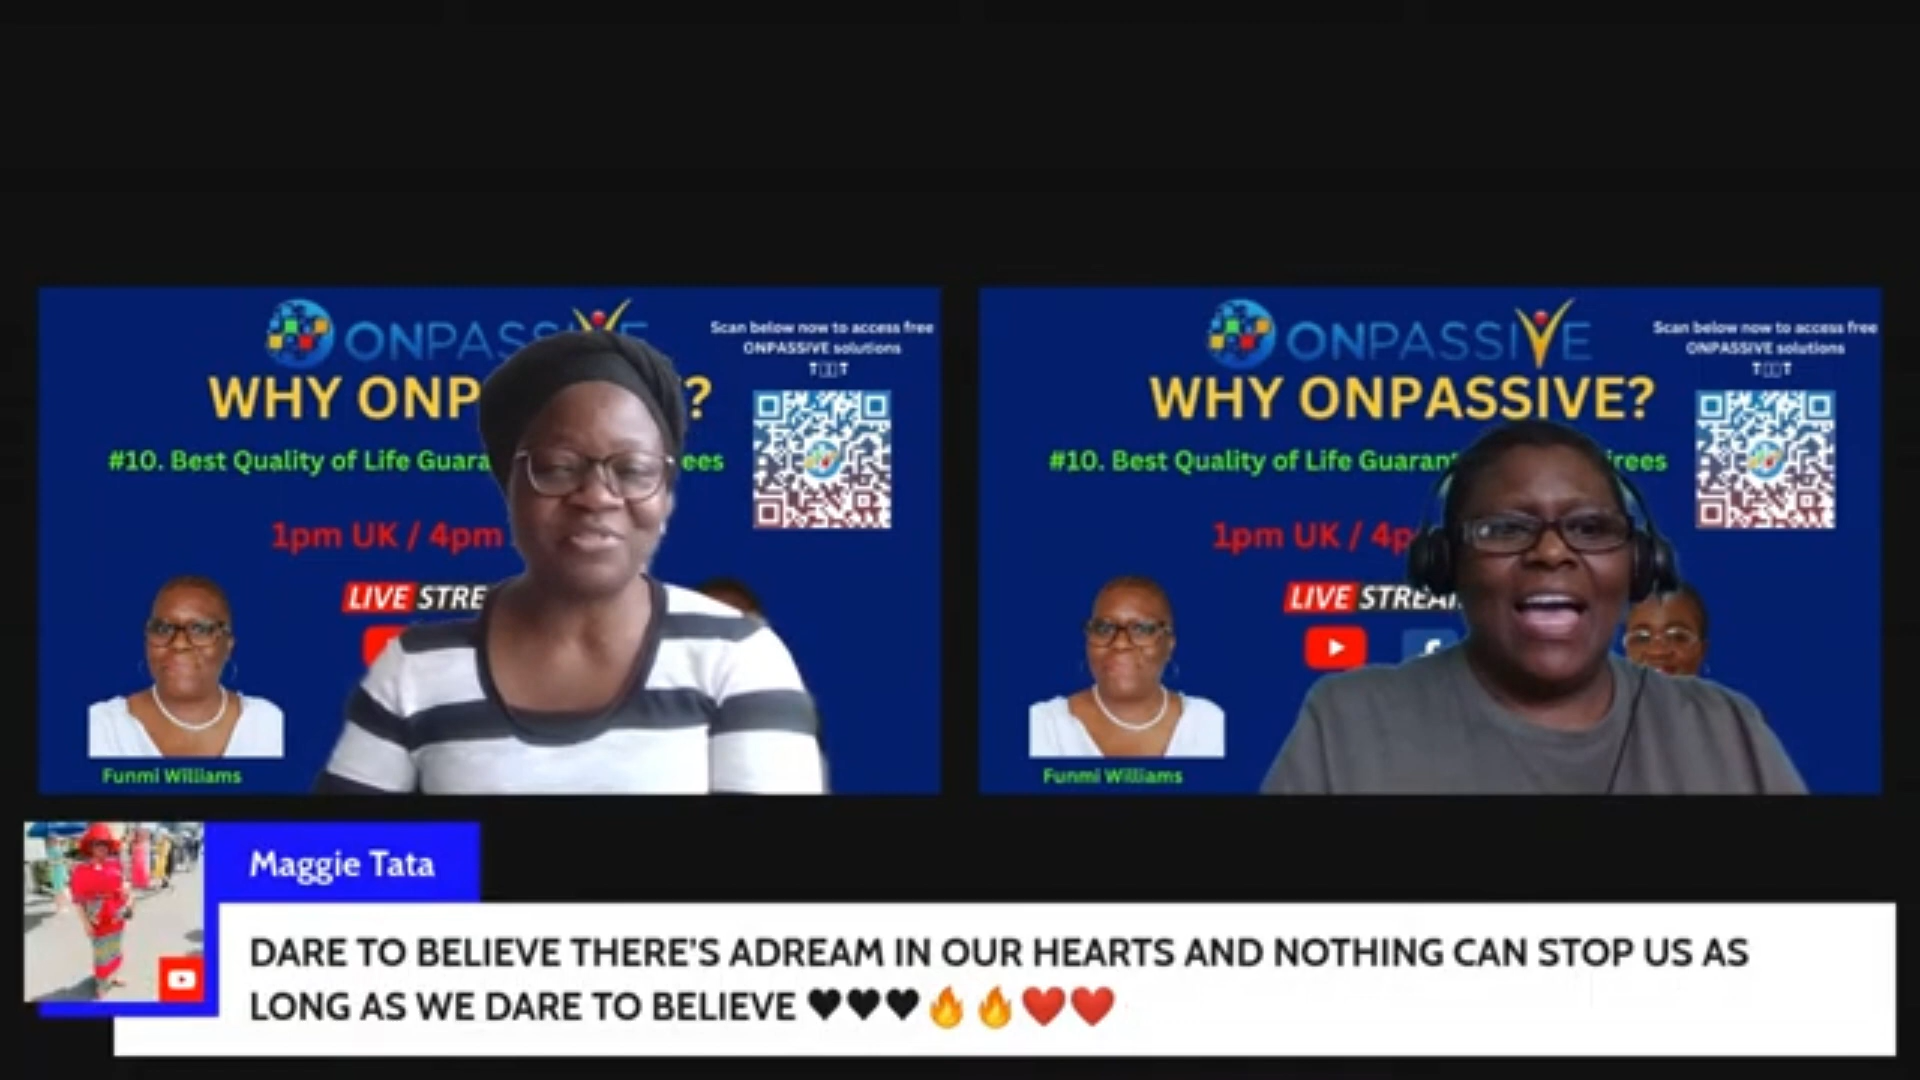 ONPASSIVE
Scan below now to access free
ONPASSIVE solutions
WHY ONP ?
#10. Best Quality of Life Guara ees
1pm UK / 4pm
LIVE STRE
Funmi Williams
ONPASSIVE
Scan below now to access free
ONPASSIVE solutions
WHY ONPASSIVE?
#10. Best Quality of Life Guaran irees
1pm UK / 4p
LIVE STREAM
Funmi Williams
Maggie Tata
DARE TO BELIEVE THERE'S ADREAM IN OUR HEARTS AND NOTHING CAN STOP US AS
LONG AS WE DARE TO BELIEVE ♥♥♥🔥🔥❤️❤️